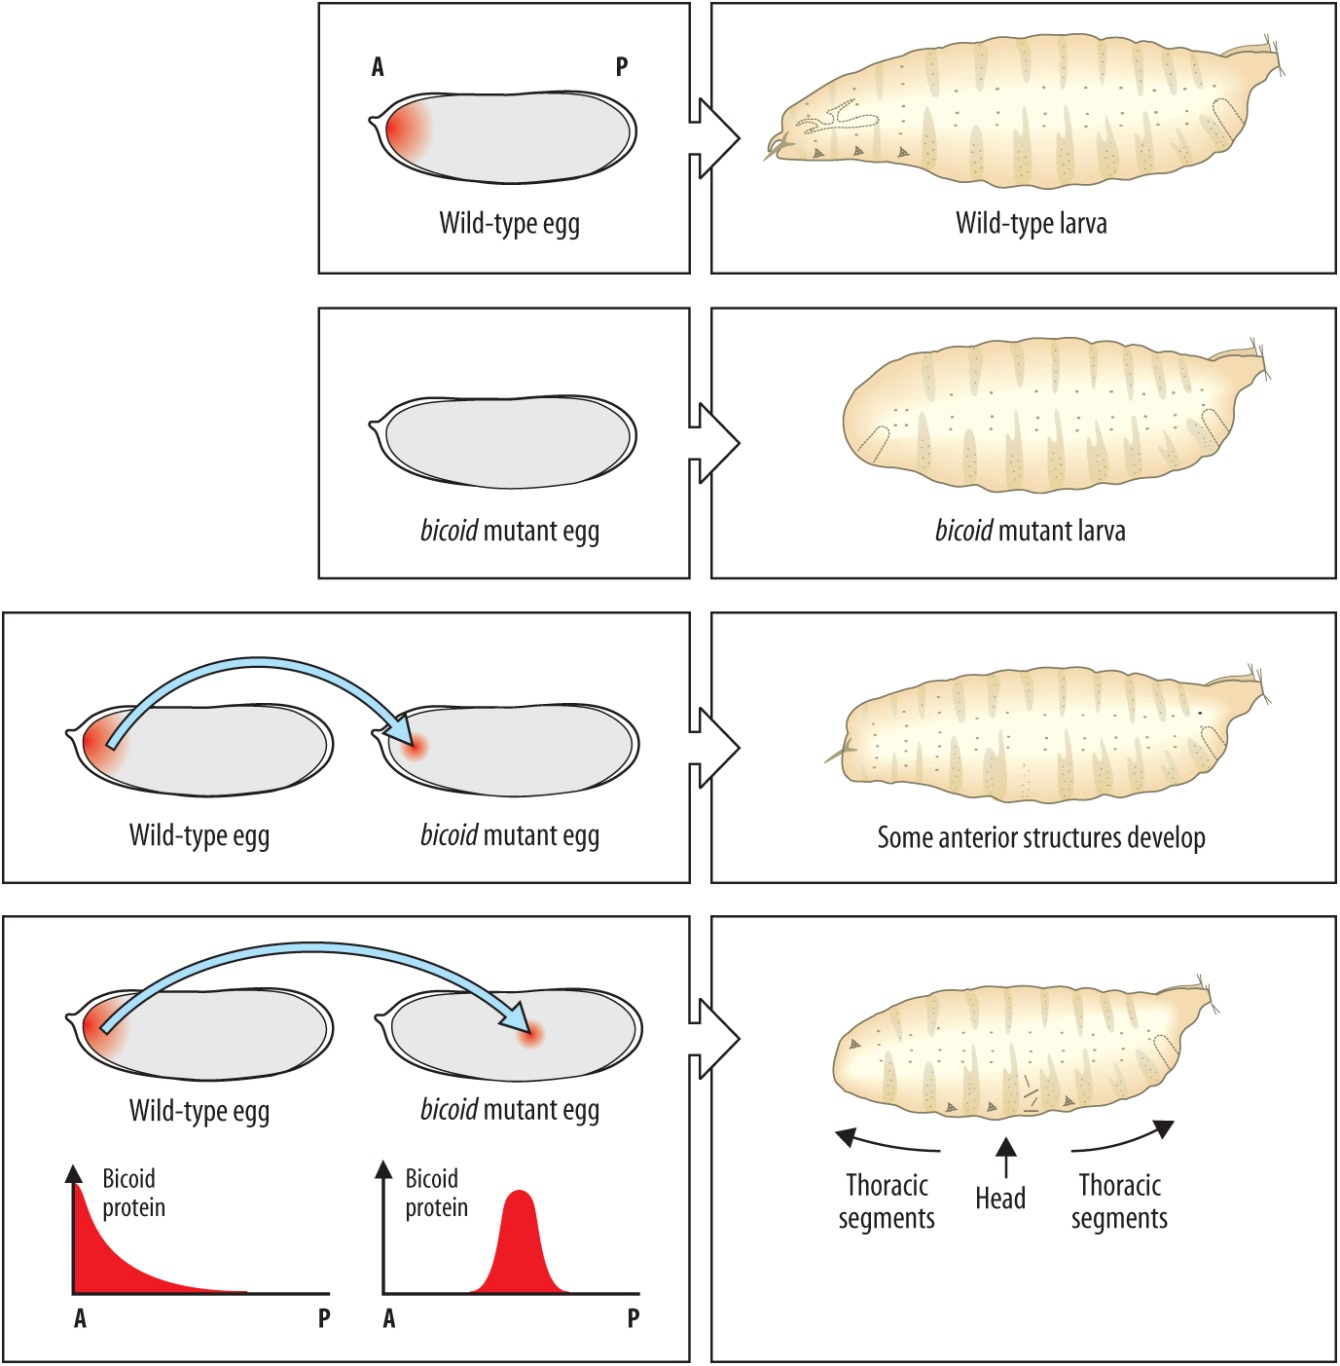 A P
Wild-type egg
Wild-type larva
bicoid mutant egg
bicoid mutant larva
Wild-type egg
bicoid mutant egg
Some anterior structures develop
Wild-type egg
bicoid mutant egg
Bicoid
protein
A P
Bicoid
protein
A P
Thoracic
segments
Head
Thoracic
segments